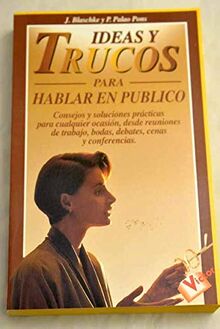 J. Blaschke y P. Palao Pons
IDEAS Y
TRUCOS
PARA
HABLAR EN PUBLICO
Consejos y soluciones prácticas
para cualquier ocasión, desde reuniones
de trabajo, bodas, debates, cenas
y conferencias.